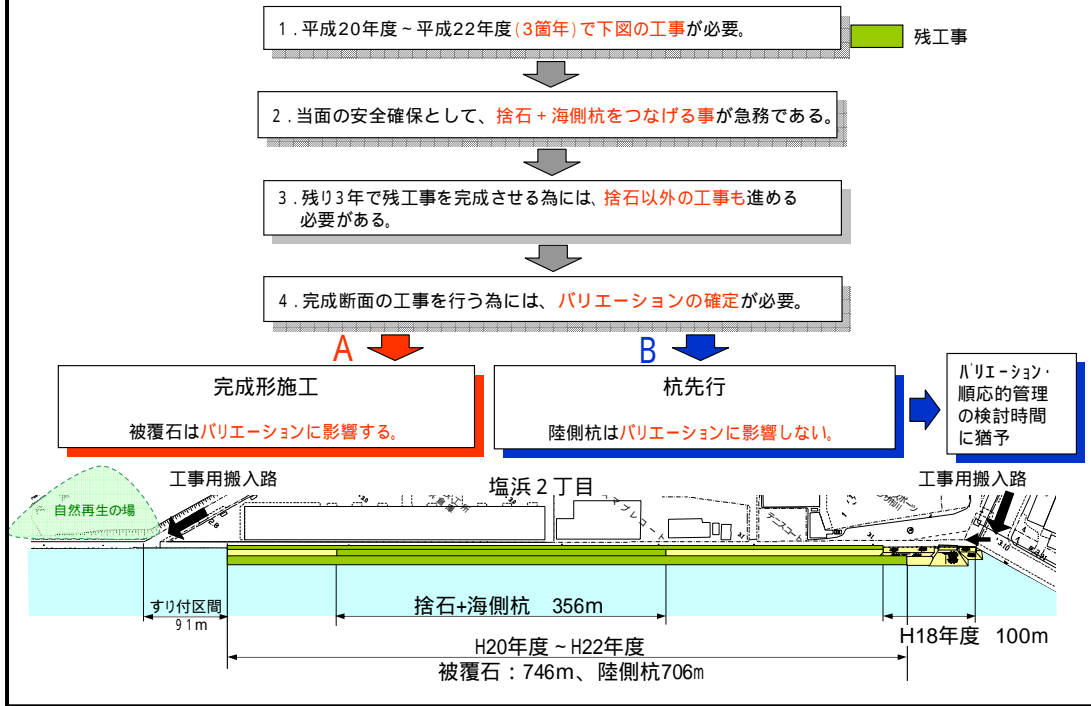 1．平成20年度~平成22年度(3箇年)で下図の工事が必要。
残工事
2．当面の安全確保として、捨石+海側杭をつなげる事が急務である。
3．残り3年で残工事を完成させる為には、捨石以外の工事も進める
必要がある。
4．完成断面の工事を行う為には、バリエーションの確定が必要。
A
B
完成形施工
被覆石はバリエーションに影響する。
杭先行
陸側杭はバリエーションに影響しない。
バリエーション・
順応的管理
の検討時間
に猶予
工事用搬入路
塩浜2丁目
工事用搬入路
自然再生の場
テニスコート
すり付区間
91m
捨石+海側杭 356m
H18年度 100m
H20年度~H22年度
被覆石：746m、陸側杭706m